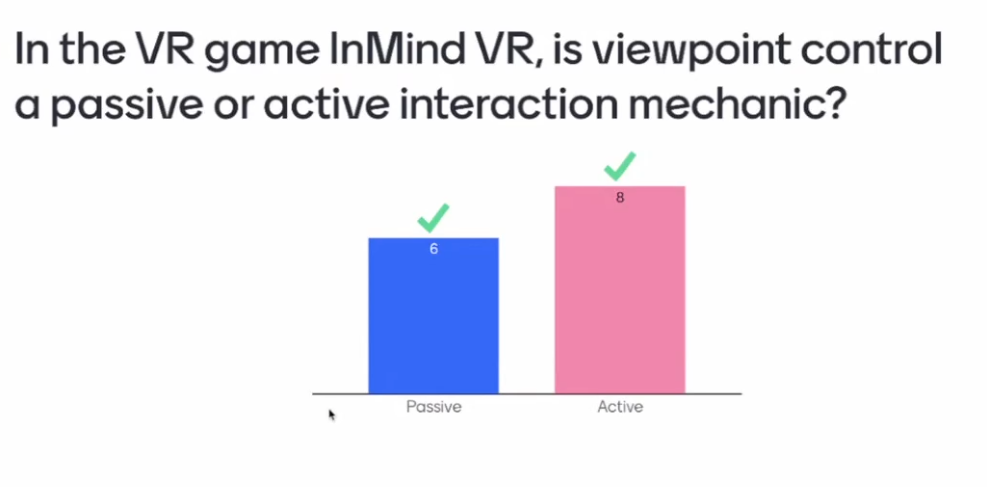 In the VR game InMind VR, is viewpoint control
a passive or active interaction mechanic?
8
6
Passive Active